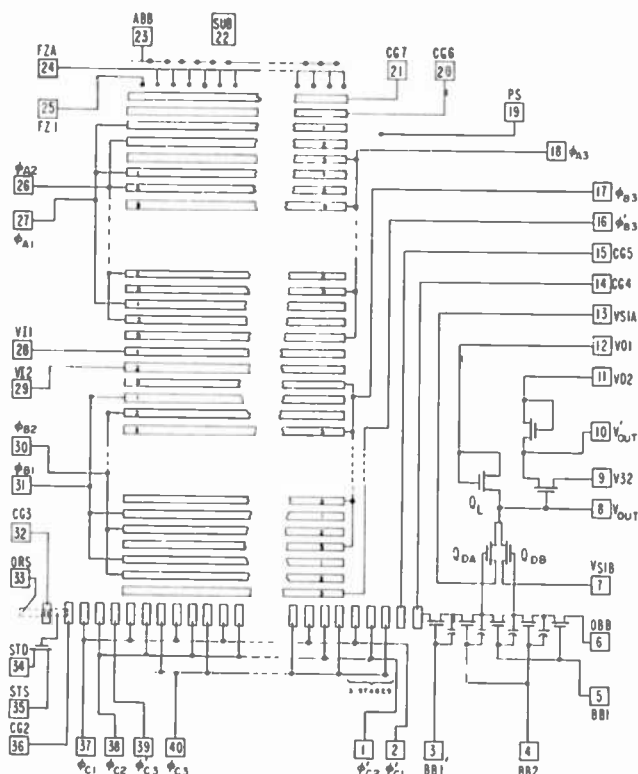 ABB
23
SUB
22
FZA
24
25
FZ1
CG7
21
CG6
20
PS
19
18 ΦA3
ΦA2
26
27
ΦA1
17 ΦB3
16 Φ'B3
15 CG5
14 CG4
13 VSIA
12 V01
11 V02
10 V'OUT
9 V32
8 VOUT
VSIB
7
VI1
28
VI2
29
ΦB2
30
ΦB1
31
CG3
32
ORS
33
STD
34
STS
35
CG2
36
QL
QDA
QDB
OBB
6
5
BB1
37
ΦC1
38
ΦC2
39
Φ'C3
40
ΦC3
1
Φ'C2
2
Φ'C1
3
BB1'
4
BB2